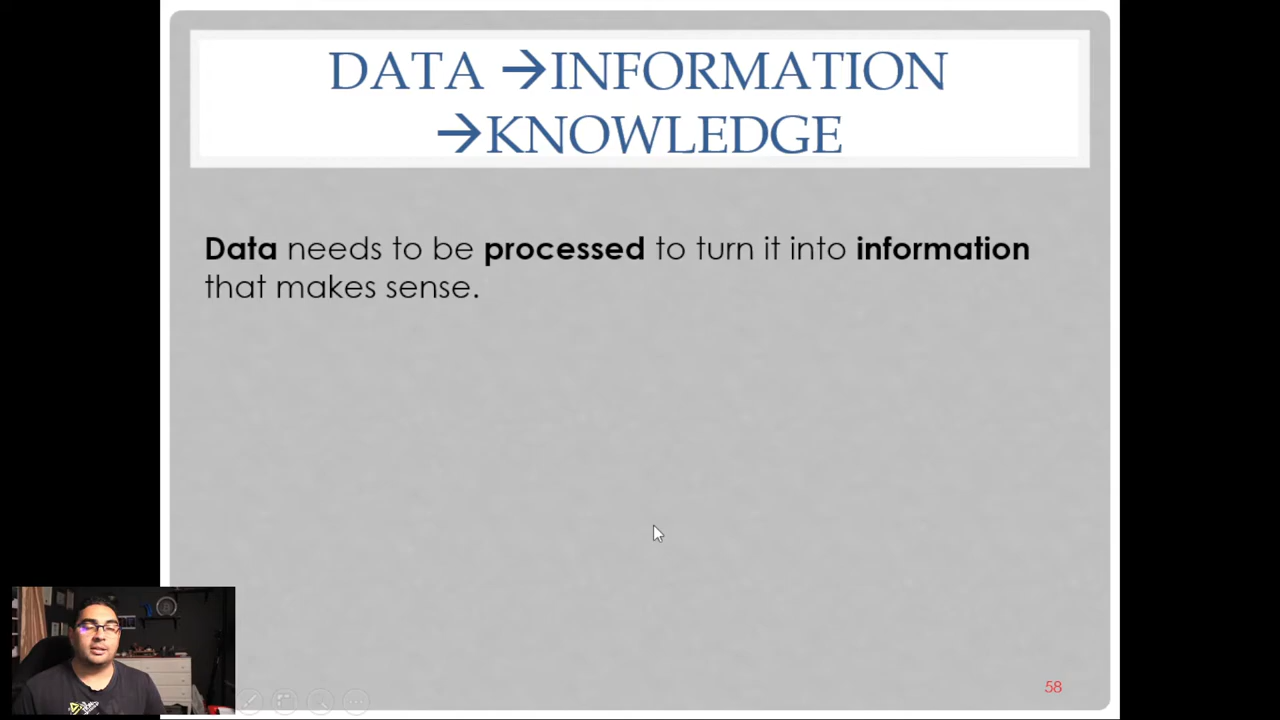 DATA →INFORMATION
→KNOWLEDGE
Data needs to be processed to turn it into information
that makes sense.
58